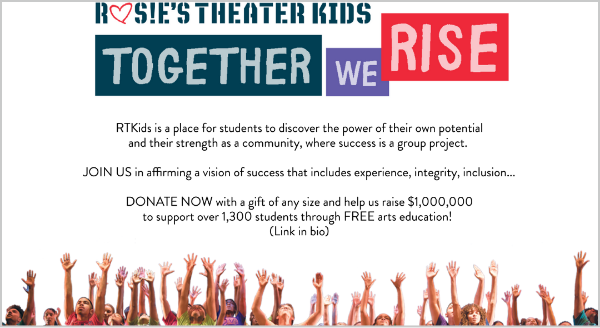 ROS!E'S THEATER KIDS
TOGETHER WE RISE
RTKids is a place for students to discover the power of their own potential
and their strength as a community, where success is a group project.
JOIN US in affirming a vision of success that includes experience, integrity, inclusion...
DONATE NOW with a gift of any size and help us raise $1,000,000
to support over 1,300 students through FREE arts education!
(Link in bio)